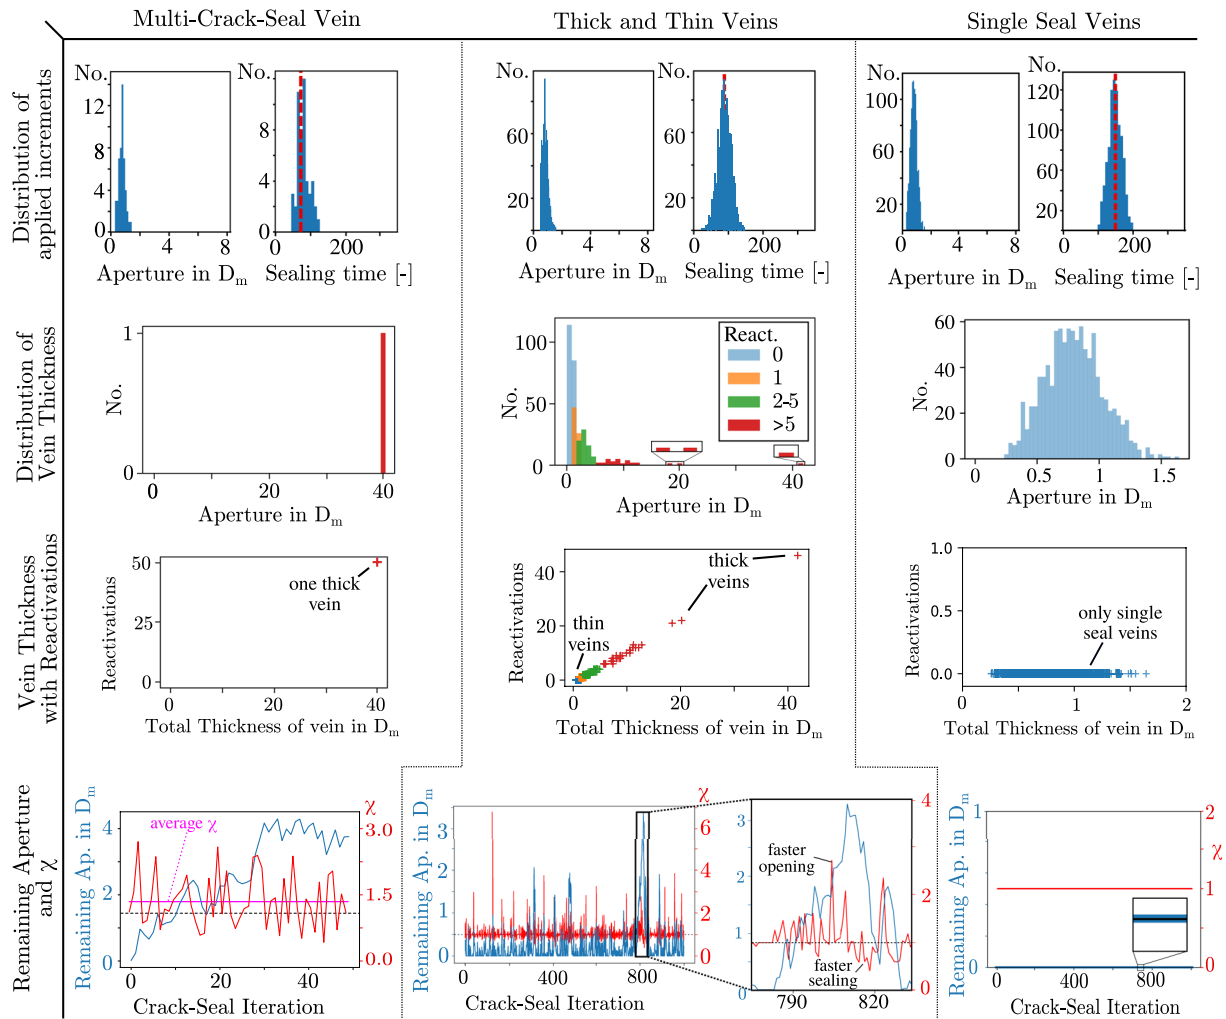 Multi-Crack-Seal Vein
Thick and Thin Veins
Single Seal Veins
Distribution of
applied increments
No.
12
8
4
0
0
4
8
Aperture in Dm
No.
12
8
4
0
0
200
Sealing time [-]
No.
60
20
0
4
8
Aperture in Dm
No.
60
20
0
200
Sealing time [-]
No.
100
60
20
0
4
8
Aperture in Dm
No.
120
80
40
0
200
Sealing time [-]
Distribution of
Vein Thickness
No.
1
0
0
20
40
Aperture in Dm
No.
100
50
0
0
20
40
Aperture in Dm
React.
0
1
2-5
>5
No.
60
40
20
0
0.5
1
1.5
Aperture in Dm
Vein Thickness
with Reactivations
Reactivations
50
25
0
one thick
vein
0
20
40
Total Thickness of vein in Dm
Reactivations
40
20
0
thin
veins
thick
veins
0
20
40
Total Thickness of vein in Dm
Reactivations
1.0
0.5
0.0
only single
seal veins
0
1
2
Total Thickness of vein in Dm
Remaining Aperture
and χ
Remaining Ap. in Dm
4
2
0
average χ
χ
3.0
1.5
0.0
0
20
40
Crack-Seal Iteration
Remaining Ap. in Dm
3
2
1
0
χ
6
4
2
0
0
400
800
Crack-Seal Iteration
3
2
1
0
faster
opening
faster
sealing
4
2
0
790
820
Remaining Ap. in Dm
1
0
2
χ
1
0
0
400
800
Crack-Seal Iteration